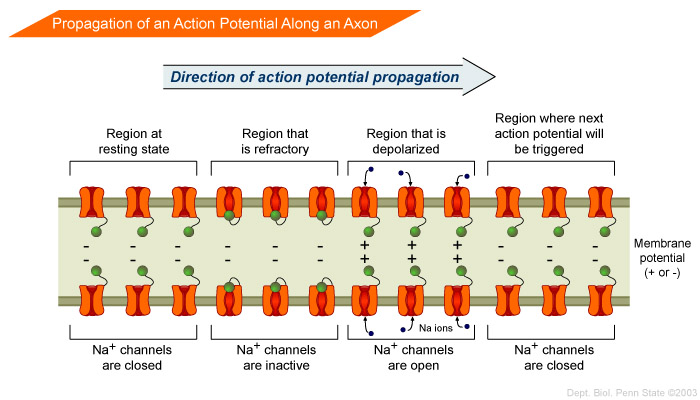 Propagation of an Action Potential Along an Axon
Direction of action potential propagation
Region at
resting state
Region that
is refractory
Region that is
depolarized
Region where next
action potential will
be triggered
- - - - - - + + + - - -
- - - - - - + + + - - -
Membrane
potential
(+ or -)
Na ions
Na+ channels
are closed
Na+ channels
are inactive
Na+ channels
are open
Na+ channels
are closed
Dept. Biol. Penn State ©2003